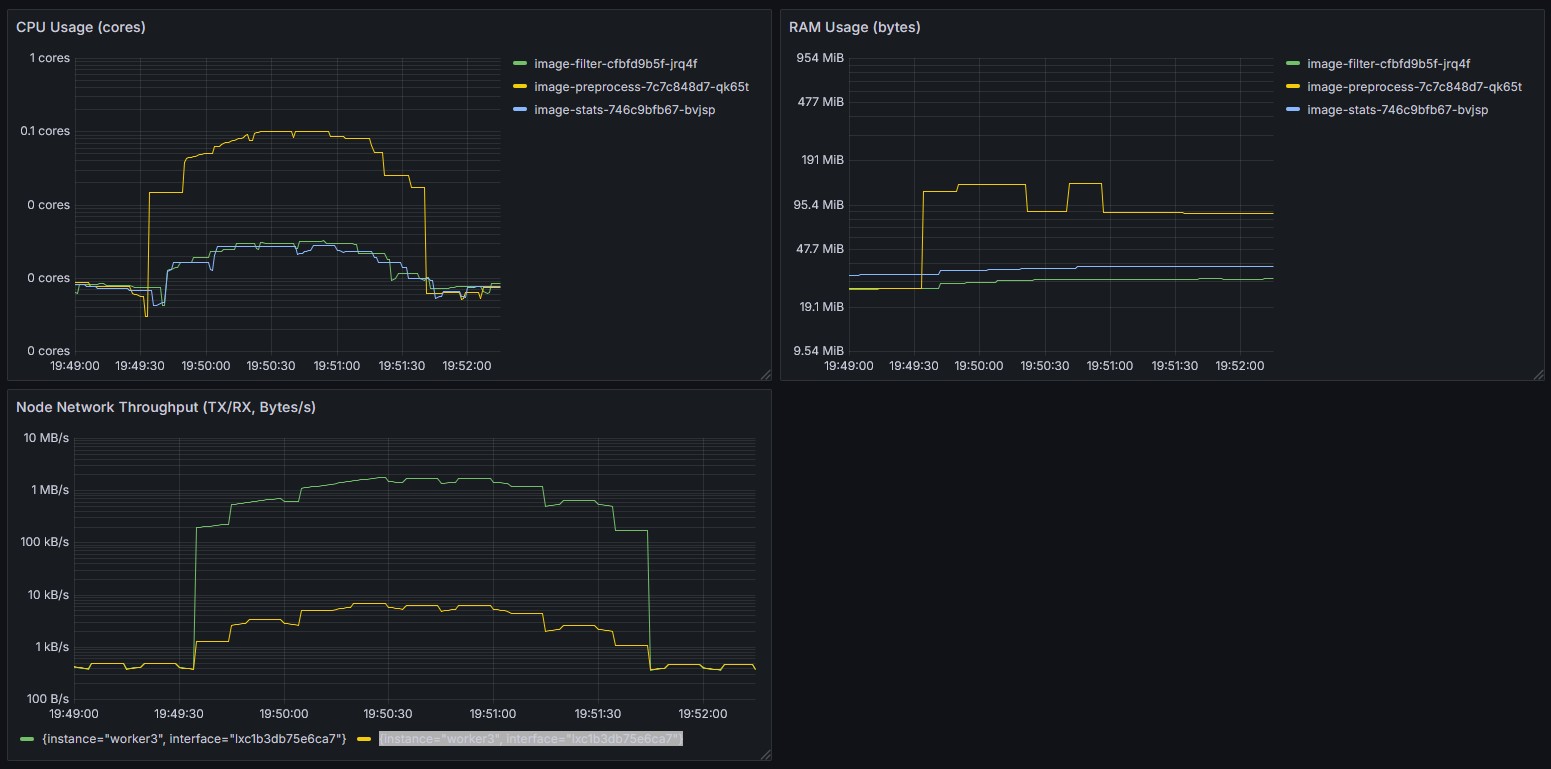 CPU Usage (cores)
1 cores
0.1 cores
0 cores
0 cores
0 cores
19:49:00 19:49:30 19:50:00 19:50:30 19:51:00 19:51:30 19:52:00
image-filter-cfbfd9b5f-jrq4f
image-preprocess-7c7c848d7-qk65t
image-stats-746c9bfb67-bvjsp
RAM Usage (bytes)
954 MiB
477 MiB
191 MiB
95.4 MiB
47.7 MiB
19.1 MiB
9.54 MiB
19:49:00 19:49:30 19:50:00 19:50:30 19:51:00 19:51:30 19:52:00
image-filter-cfbfd9b5f-jrq4f
image-preprocess-7c7c848d7-qk65t
image-stats-746c9bfb67-bvjsp
Node Network Throughput (TX/RX, Bytes/s)
10 MB/s
1 MB/s
100 kB/s
10 kB/s
1 kB/s
100 B/s
19:49:00 19:49:30 19:50:00 19:50:30 19:51:00 19:51:30 19:52:00
{instance="worker3", interface="lxc1b3db75e6ca7"} {instance="worker3", interface="lxc1b3db75e6ca7"}